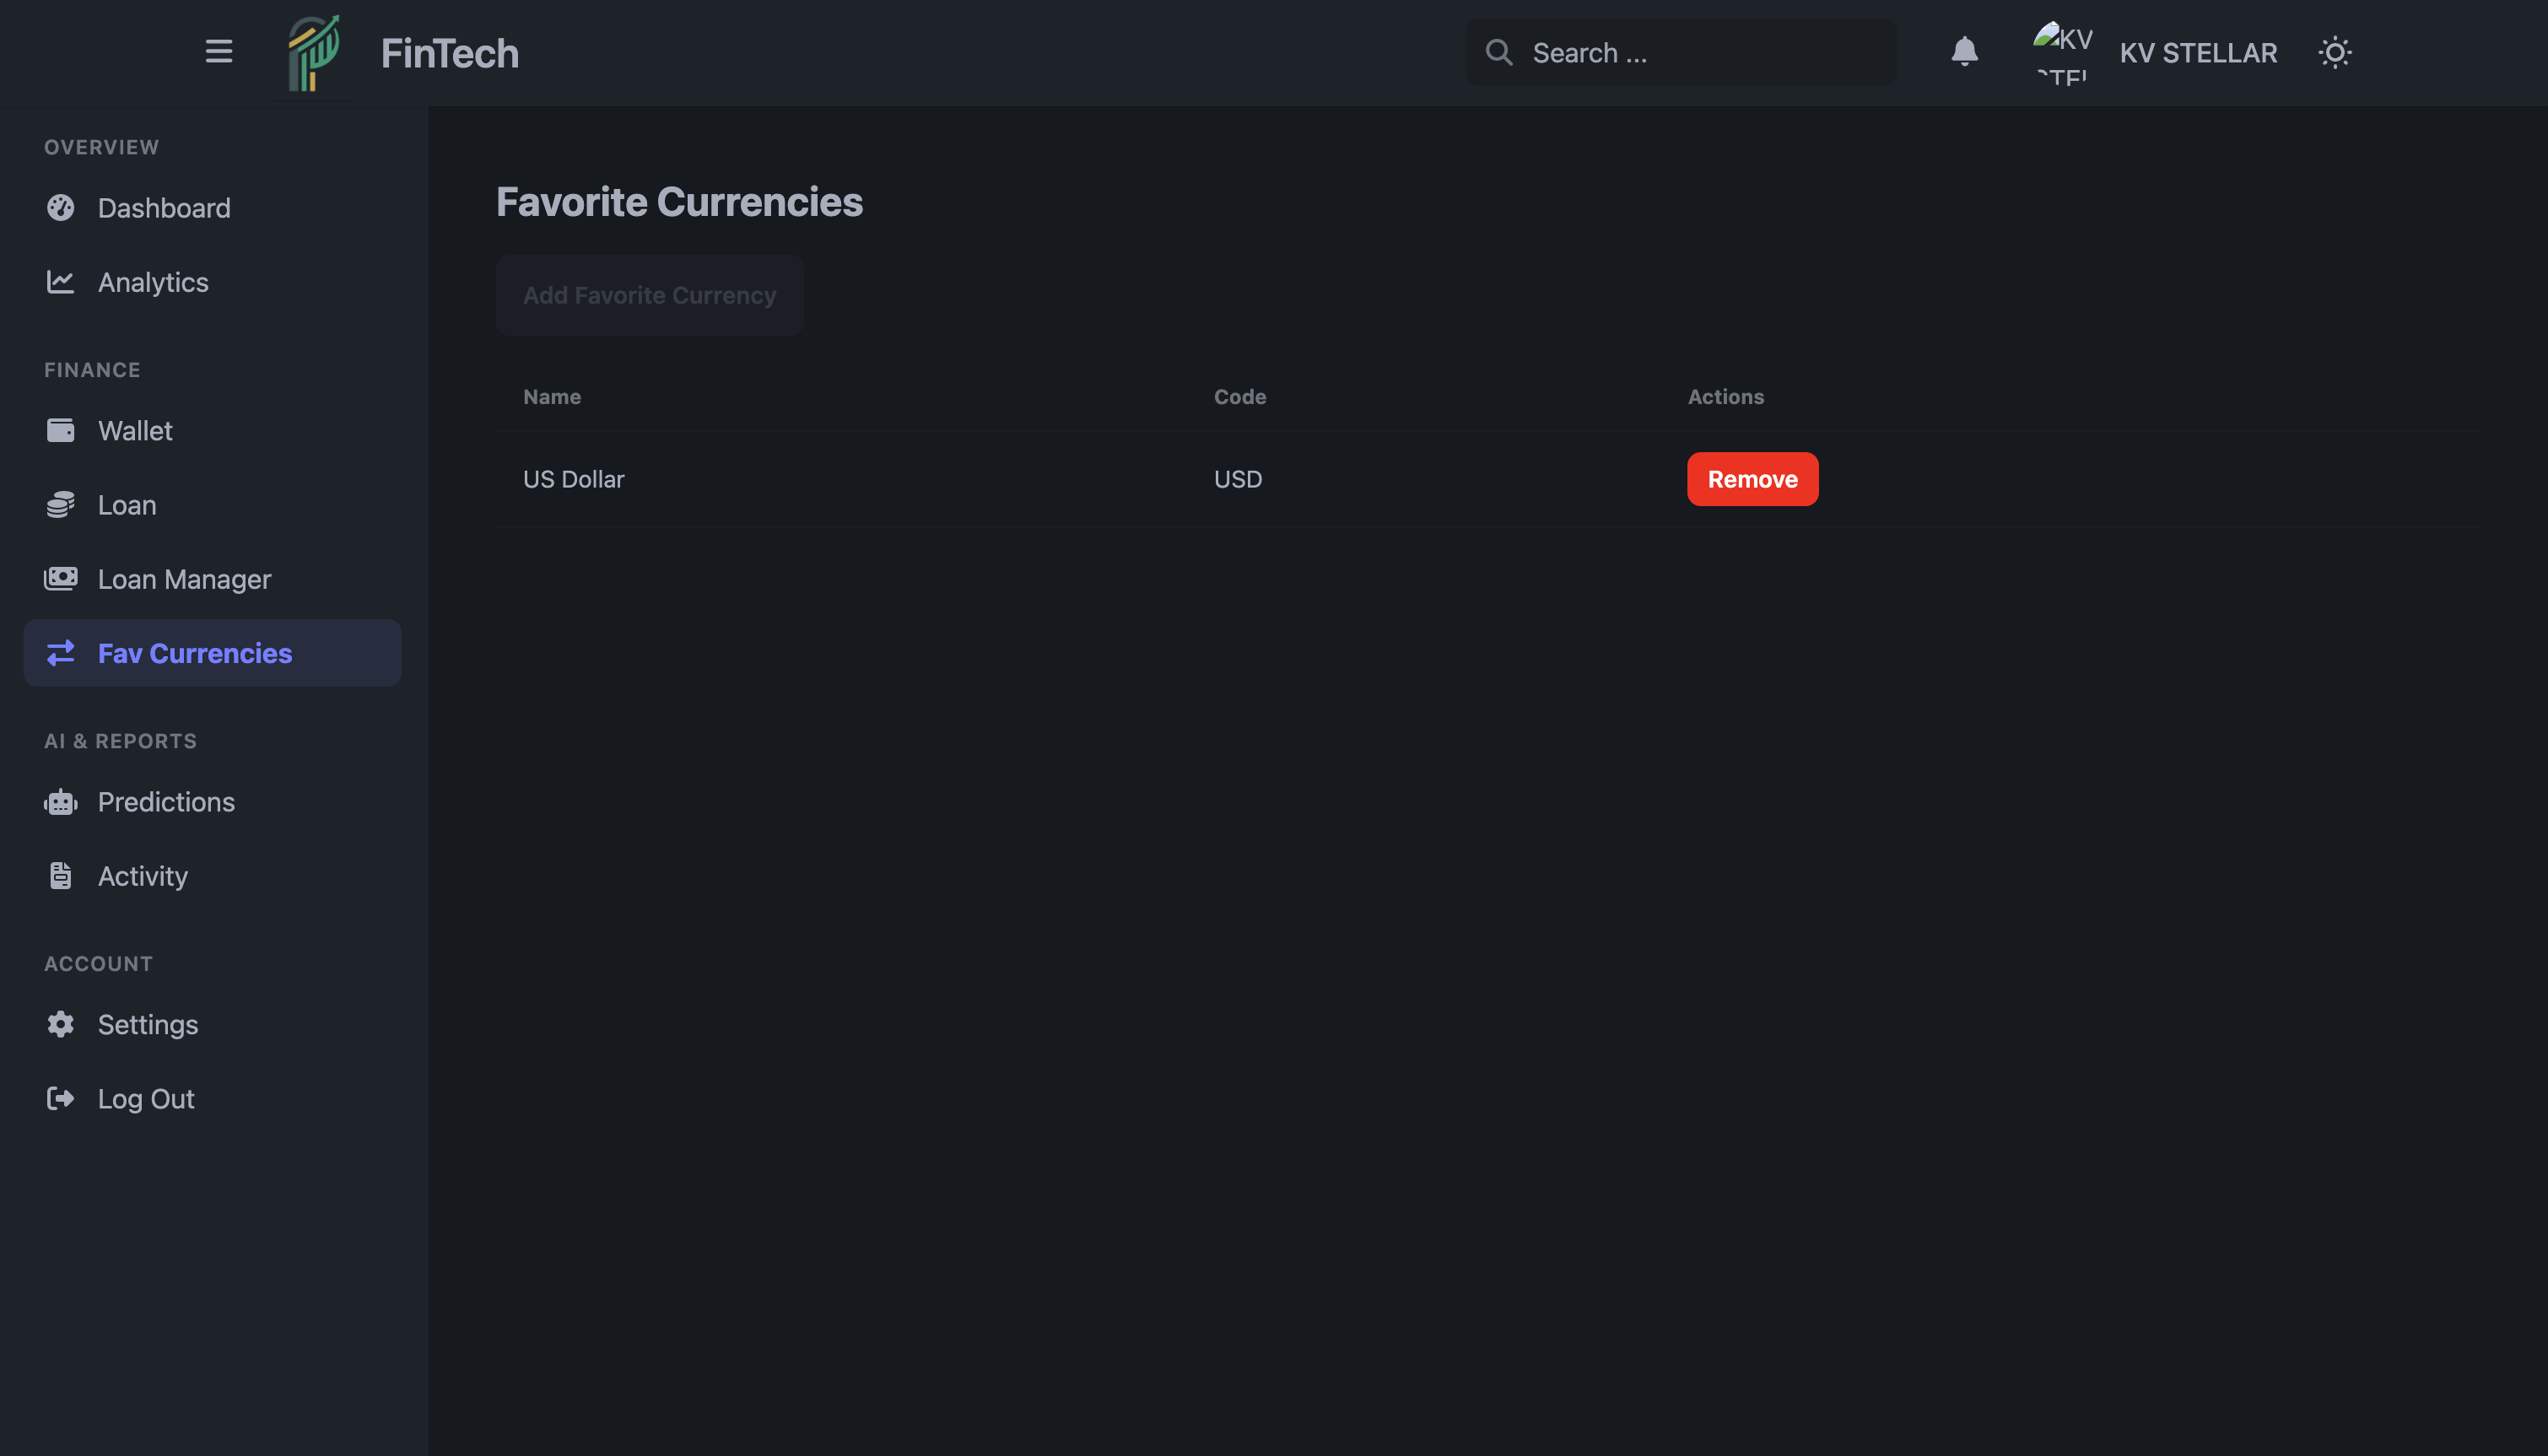 FinTech
Search ...
KV
KV STELLAR
OVERVIEW
Dashboard
Analytics
FINANCE
Wallet
Loan
Loan Manager
Fav Currencies
AI & REPORTS
Predictions
Activity
ACCOUNT
Settings
Log Out
Favorite Currencies
Add Favorite Currency
Name Code Actions
US Dollar USD Remove